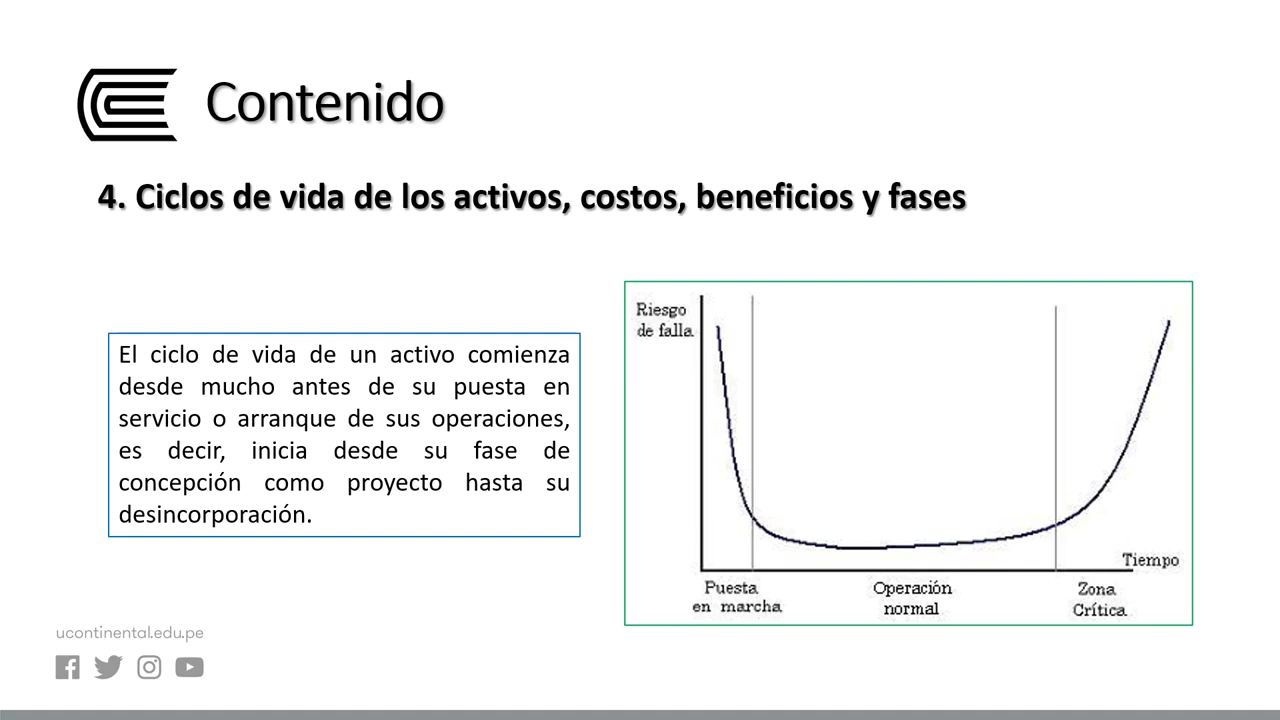 Contenido
4. Ciclos de vida de los activos, costos, beneficios y fases
El ciclo de vida de un activo comienza
desde mucho antes de su puesta en
servicio o arranque de sus operaciones,
es decir, inicia desde su fase de
concepción como proyecto hasta su
desincorporación.
Riesgo
de falla
Tiempo
Puesta
en marcha
Operación
normal
Zona
Crítica
ucontinental.edu.pe